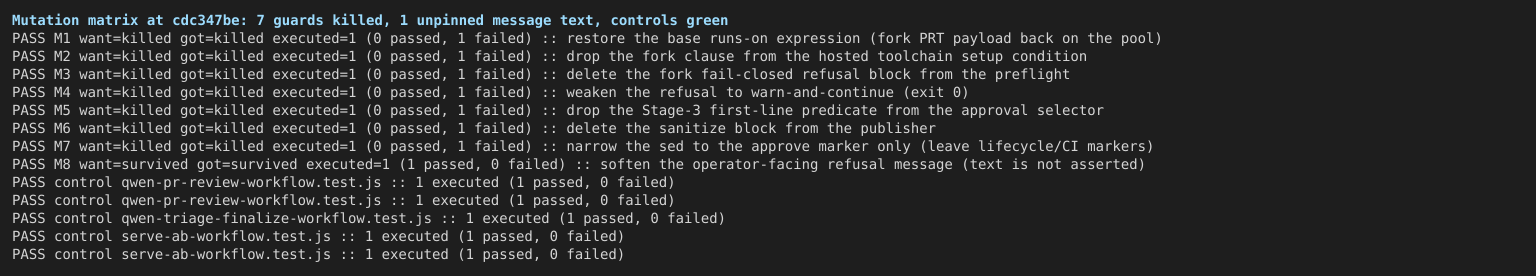 Mutation matrix at cdc347be: 7 guards killed, 1 unpinned message text, controls green
PASS M1 want=killed got=killed executed=1 (0 passed, 1 failed) :: restore the base runs-on expression (fork PRT payload back on the pool)
PASS M2 want=killed got=killed executed=1 (0 passed, 1 failed) :: drop the fork clause from the hosted toolchain setup condition
PASS M3 want=killed got=killed executed=1 (0 passed, 1 failed) :: delete the fork fail-closed refusal block from the preflight
PASS M4 want=killed got=killed executed=1 (0 passed, 1 failed) :: weaken the refusal to warn-and-continue (exit 0)
PASS M5 want=killed got=killed executed=1 (0 passed, 1 failed) :: drop the Stage-3 first-line predicate from the approval selector
PASS M6 want=killed got=killed executed=1 (0 passed, 1 failed) :: delete the sanitize block from the publisher
PASS M7 want=killed got=killed executed=1 (0 passed, 1 failed) :: narrow the sed to the approve marker only (leave lifecycle/CI markers)
PASS M8 want=survived got=survived executed=1 (1 passed, 0 failed) :: soften the operator-facing refusal message (text is not asserted)
PASS control qwen-pr-review-workflow.test.js :: 1 executed (1 passed, 0 failed)
PASS control qwen-pr-review-workflow.test.js :: 1 executed (1 passed, 0 failed)
PASS control qwen-triage-finalize-workflow.test.js :: 1 executed (1 passed, 0 failed)
PASS control serve-ab-workflow.test.js :: 1 executed (1 passed, 0 failed)
PASS control serve-ab-workflow.test.js :: 1 executed (1 passed, 0 failed)